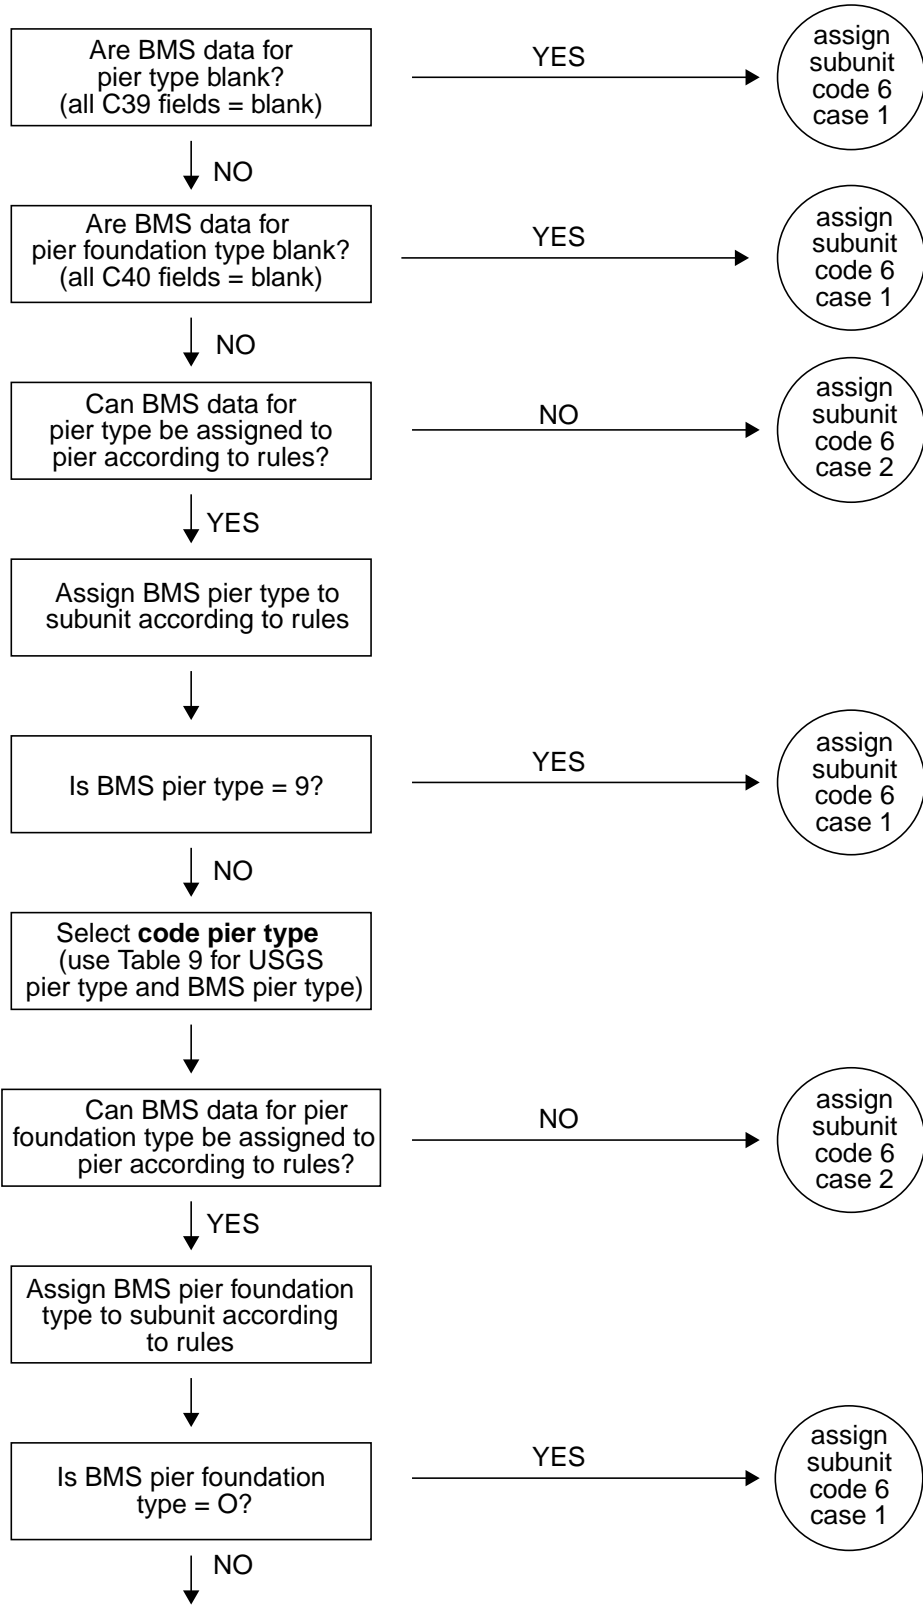 Are BMS data for
pier type blank?
(all C39 fields = blank)
YES
assign
subunit
code 6
case 1
NO
Are BMS data for
pier foundation type blank?
(all C40 fields = blank)
YES
assign
subunit
code 6
case 1
NO
Can BMS data for
pier type be assigned to
pier according to rules?
NO
assign
subunit
code 6
case 2
YES
Assign BMS pier type to
subunit according to rules
Is BMS pier type = 9?
YES
assign
subunit
code 6
case 1
NO
Select code pier type
(use Table 9 for USGS
pier type and BMS pier type)
Can BMS data for pier
foundation type be assigned to
pier according to rules?
NO
assign
subunit
code 6
case 2
YES
Assign BMS pier foundation
type to subunit according
to rules
Is BMS pier foundation
type = O?
YES
assign
subunit
code 6
case 1
NO